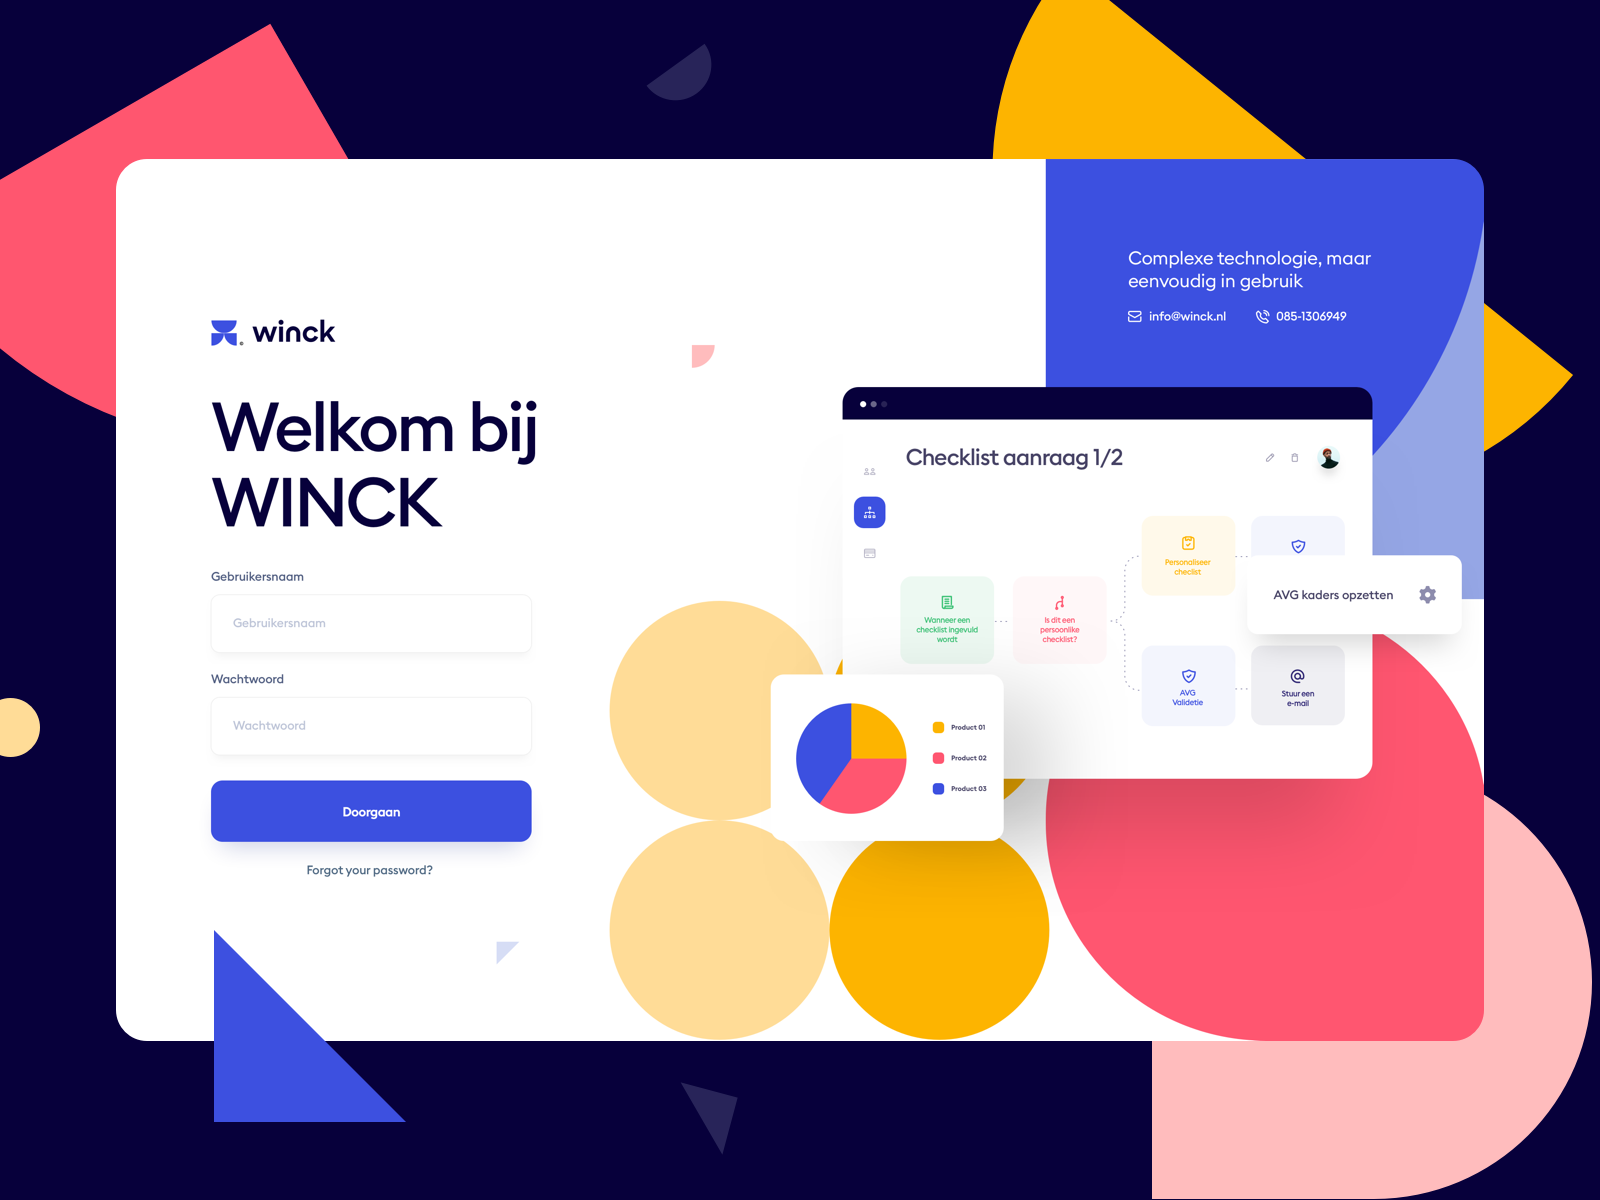 winck
Welkom bij
WINCK
Gebruikersnaam
Gebruikersnaam
Wachtwoord
Wachtwoord
Doorgaan
Forgot your password?
Complexe technologie, maar
eenvoudig in gebruik
info@winck.nl
085-1306949
Checklist aanraag 1/2
Wanneer een
checklist ingevuld
wordt
Is dit een
persoonlike
checklist?
Personaliseer
checlist
AVG kaders opzetten
AVG
Validetie
Stuur een
e-mail
Product 01
Product 02
Product 03